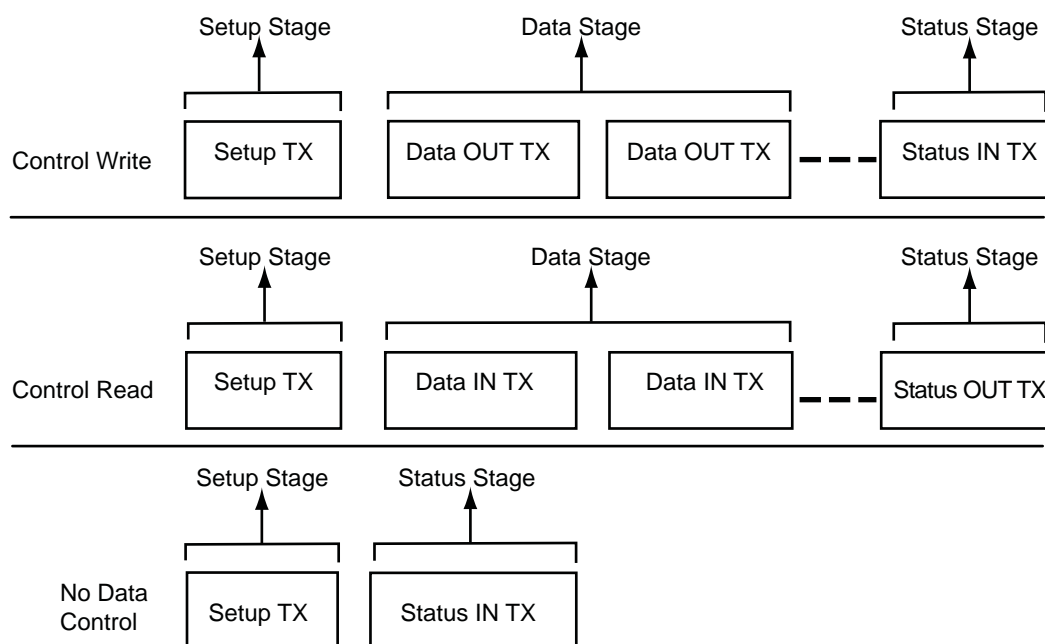 Setup Stage Data Stage Status Stage
Control Write Setup TX Data OUT TX Data OUT TX Status IN TX
Setup Stage Data Stage Status Stage
Control Read Setup TX Data IN TX Data IN TX Status OUT TX
Setup Stage Status Stage
No Data
Control
Setup TX Status IN TX